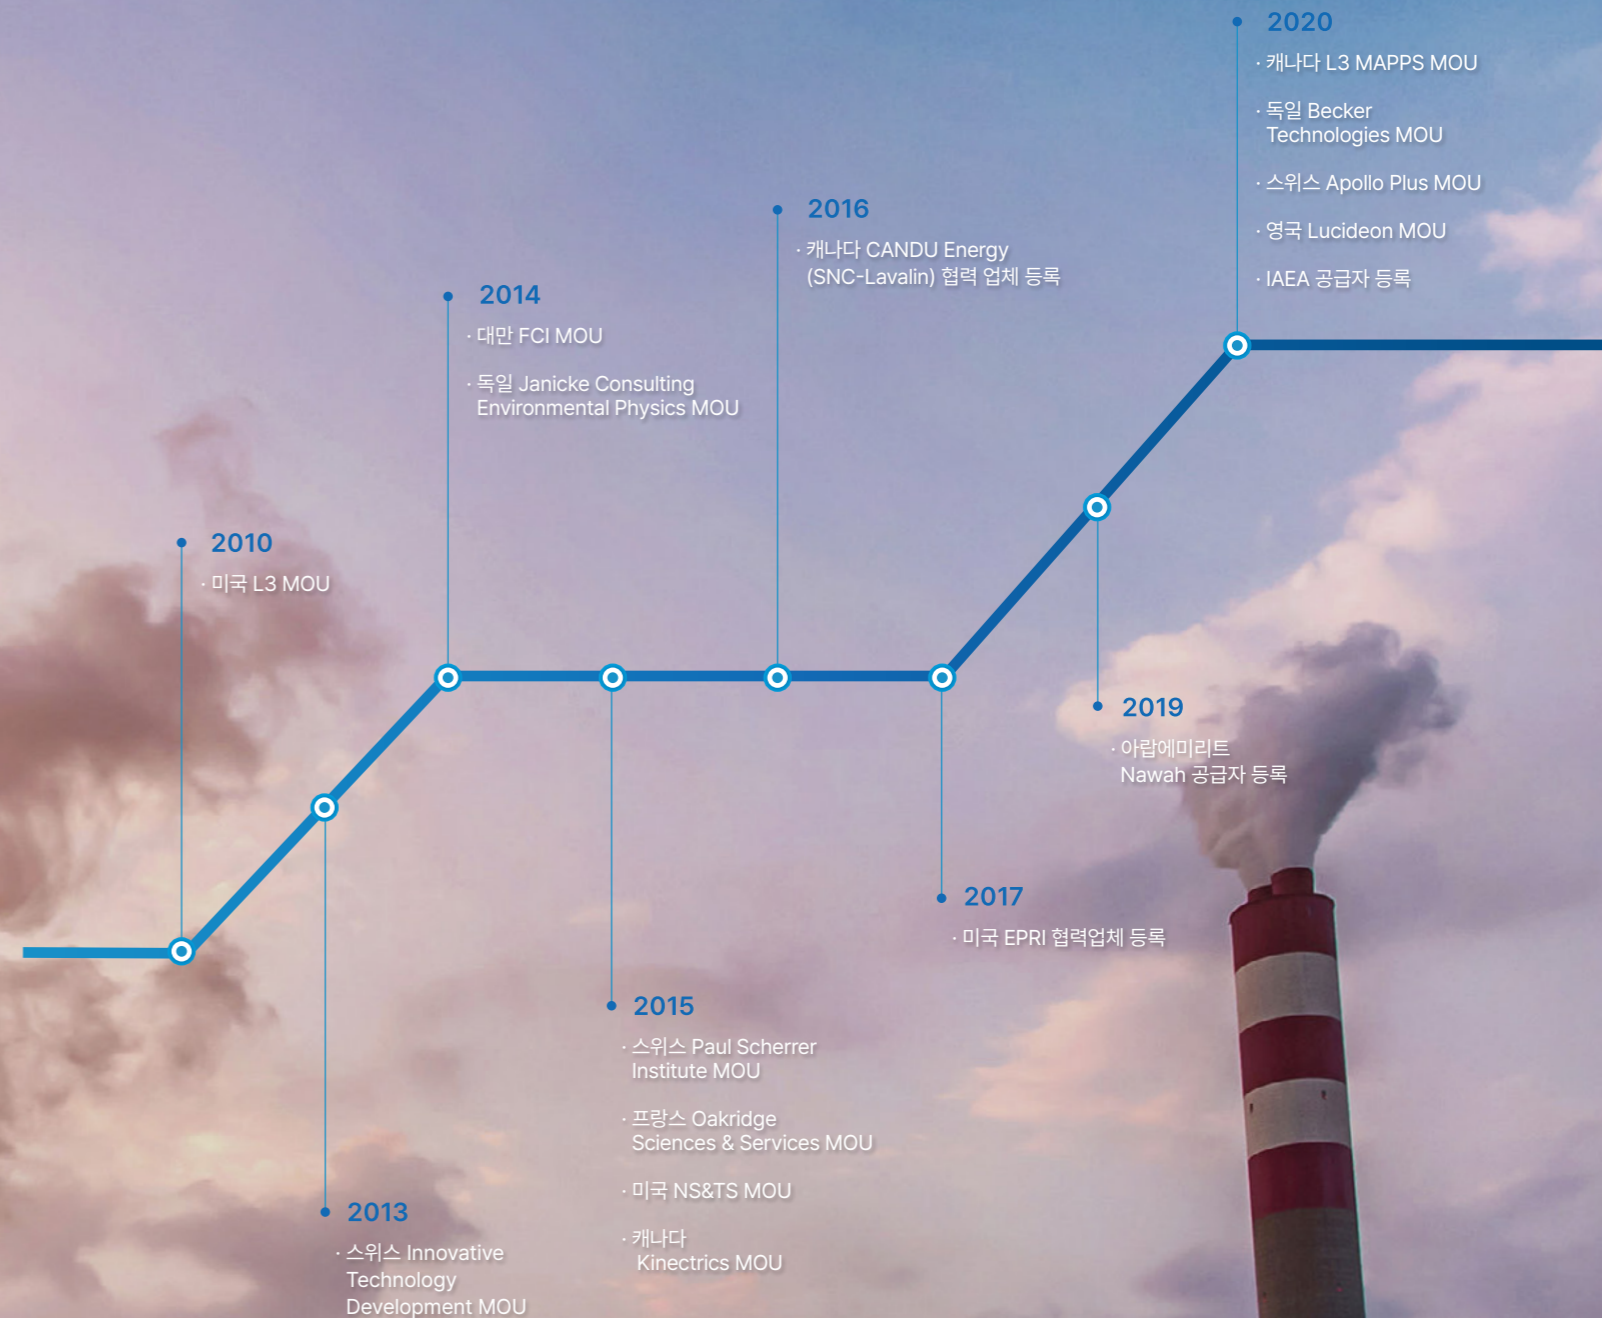 2010
· 미국 L3 MOU
2013
· 스위스 Innovative
Technology
Development MOU
2014
· 대만 FCI MOU
· 독일 Janicke Consulting
Environmental Physics MOU
2015
· 스위스 Paul Scherrer
Institute MOU
· 프랑스 Oakridge
Sciences & Services MOU
· 미국 NS&TS MOU
· 캐나다
Kinectrics MOU
2016
· 캐나다 CANDU Energy
(SNC-Lavalin) 협력 업체 등록
2017
· 미국 EPRI 협력업체 등록
2019
· 아랍에미리트
Nawah 공급자 등록
2020
· 캐나다 L3 MAPPS MOU
· 독일 Becker
Technologies MOU
· 스위스 Apollo Plus MOU
· 영국 Lucideon MOU
· IAEA 공급자 등록